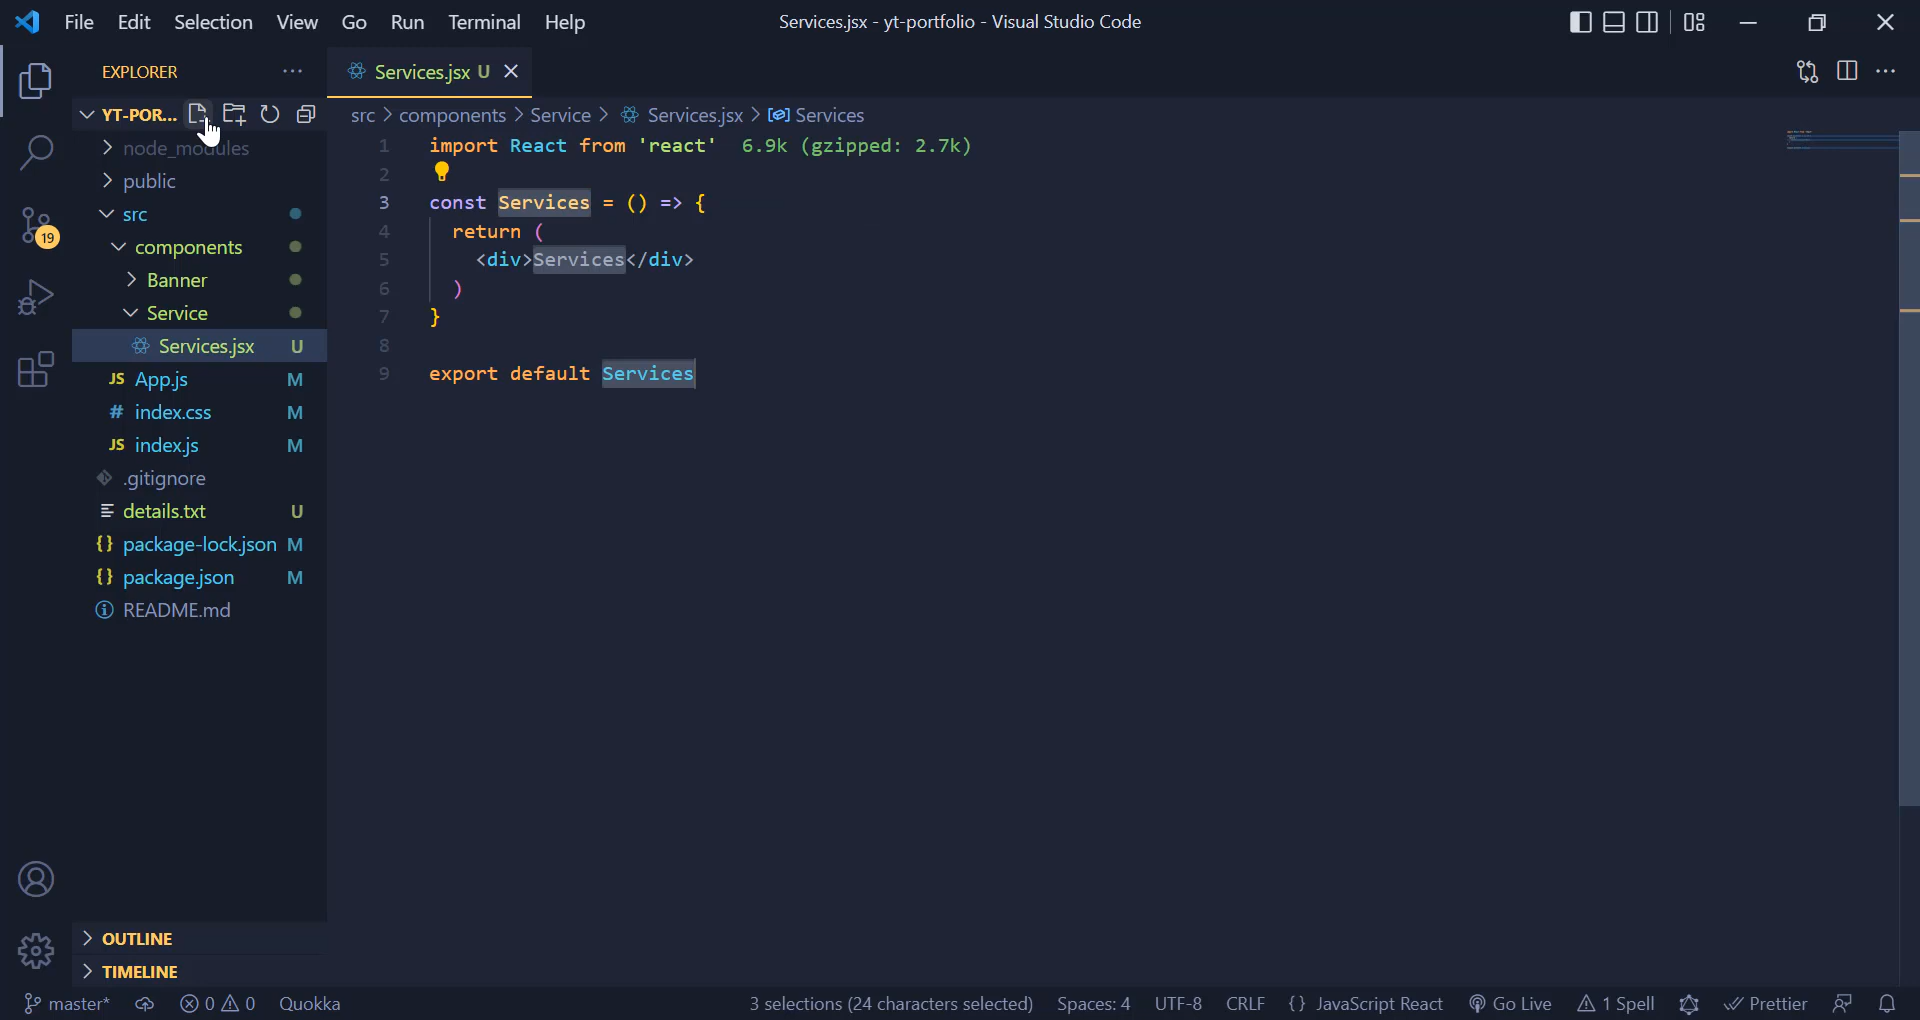 File Edit Selection View Go Run Terminal Help
Services.jsx - yt-portfolio - Visual Studio Code
EXPLORER
Services.jsx U
YT-POR...
src > components > Service > Services.jsx > Services
node_modules
public
src
components
Banner
Service
Services.jsx U
JS App.js M
# index.css M
JS index.js M
.gitignore
details.txt U
{} package-lock.json M
{} package.json M
README.md
19
1 import React from 'react' 6.9k (gzipped: 2.7k)
2
3 const Services = () => {
4 return (
5 <div>Services</div>
6 )
7 }
8
9 export default Services
OUTLINE
TIMELINE
master* 0 0 Quokka 3 selections (24 characters selected) Spaces: 4 UTF-8 CRLF {} JavaScript React Go Live 1 Spell Prettier